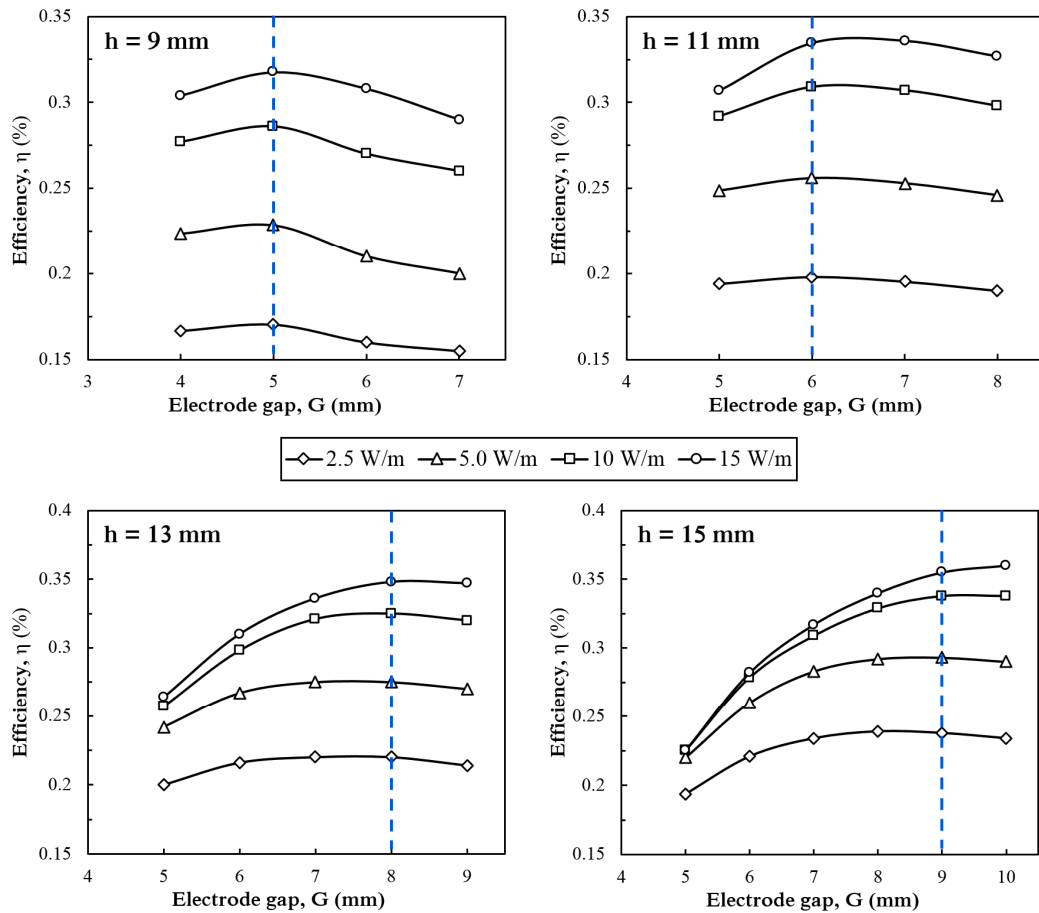 h = 9 mm
Efficiency, η (%)
0.35
0.3
0.25
0.2
0.15
3 4 5 6 7
Electrode gap, G (mm)
h = 11 mm
Efficiency, η (%)
0.35
0.3
0.25
0.2
0.15
4 5 6 7 8
Electrode gap, G (mm)
2.5 W/m 5.0 W/m 10 W/m 15 W/m
h = 13 mm
Efficiency, η (%)
0.4
0.35
0.3
0.25
0.2
0.15
4 5 6 7 8 9
Electrode gap, G (mm)
h = 15 mm
Efficiency, η (%)
0.4
0.35
0.3
0.25
0.2
0.15
4 5 6 7 8 9 10
Electrode gap, G (mm)